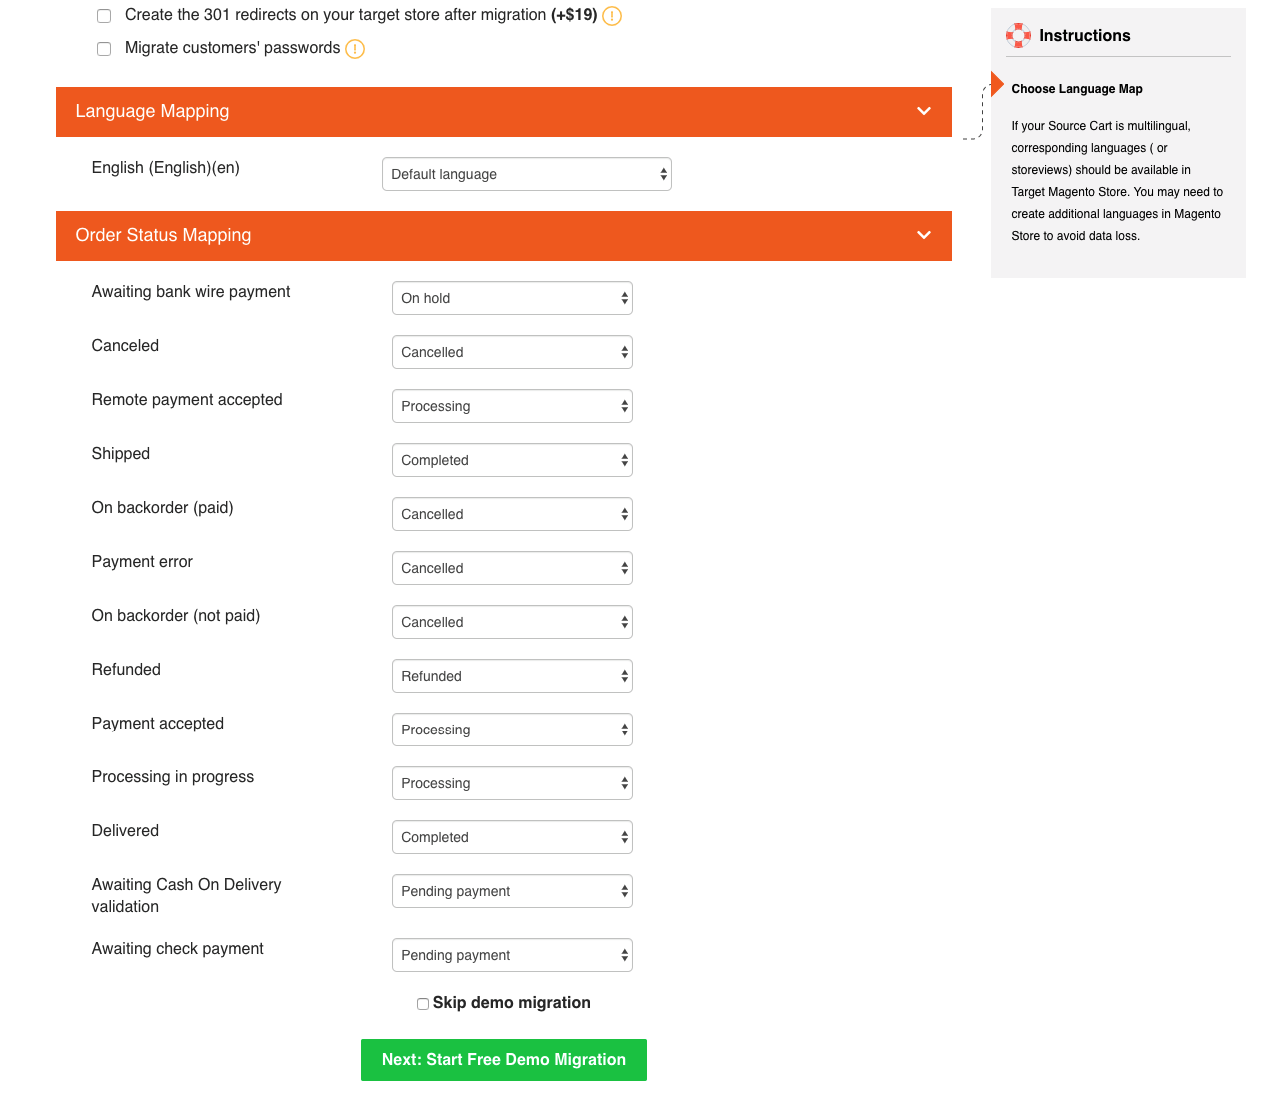 Create the 301 redirects on your target store after migration (+$19)
Migrate customers' passwords
Instructions
Choose Language Map
If your Source Cart is multilingual,
corresponding languages ( or
storeviews) should be available in
Target Magento Store. You may need to
create additional languages in Magento
Store to avoid data loss.
Language Mapping
English (English)(en) Default language
Order Status Mapping
Awaiting bank wire payment On hold
Canceled Cancelled
Remote payment accepted Processing
Shipped Completed
On backorder (paid) Cancelled
Payment error Cancelled
On backorder (not paid) Cancelled
Refunded Refunded
Payment accepted Processing
Processing in progress Processing
Delivered Completed
Awaiting Cash On Delivery Pending payment
validation
Awaiting check payment Pending payment
Skip demo migration
Next: Start Free Demo Migration